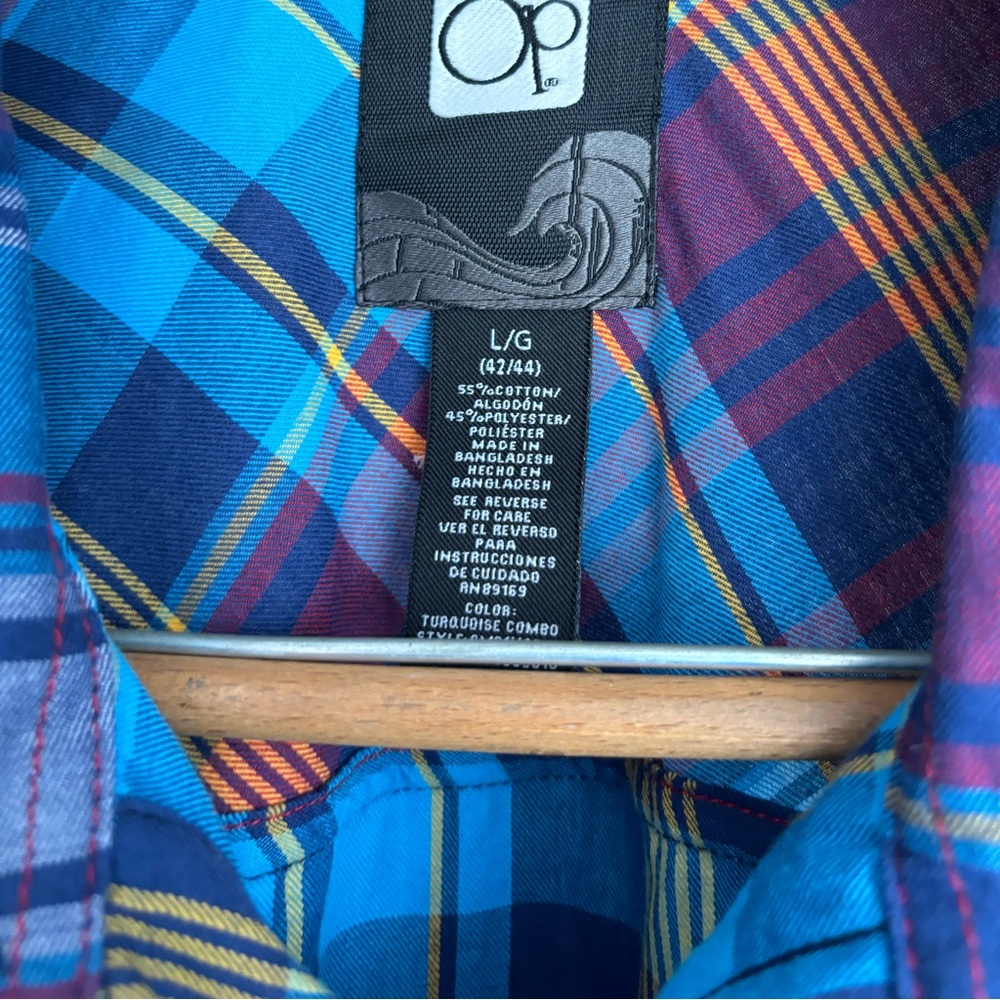 Op
L/G
(42/44)
55%COTTON/
ALGODÓN
45%POLYESTER/
POLIÉSTER
MADE IN
BANGLADESH
HECHO EN
BANGLADESH
SEE REVERSE
FOR CARE
VER EL REVERSO
PARA
INSTRUCCIONES
DE CUIDADO
RN89169
COLOR:
TURQUOISE COMBO